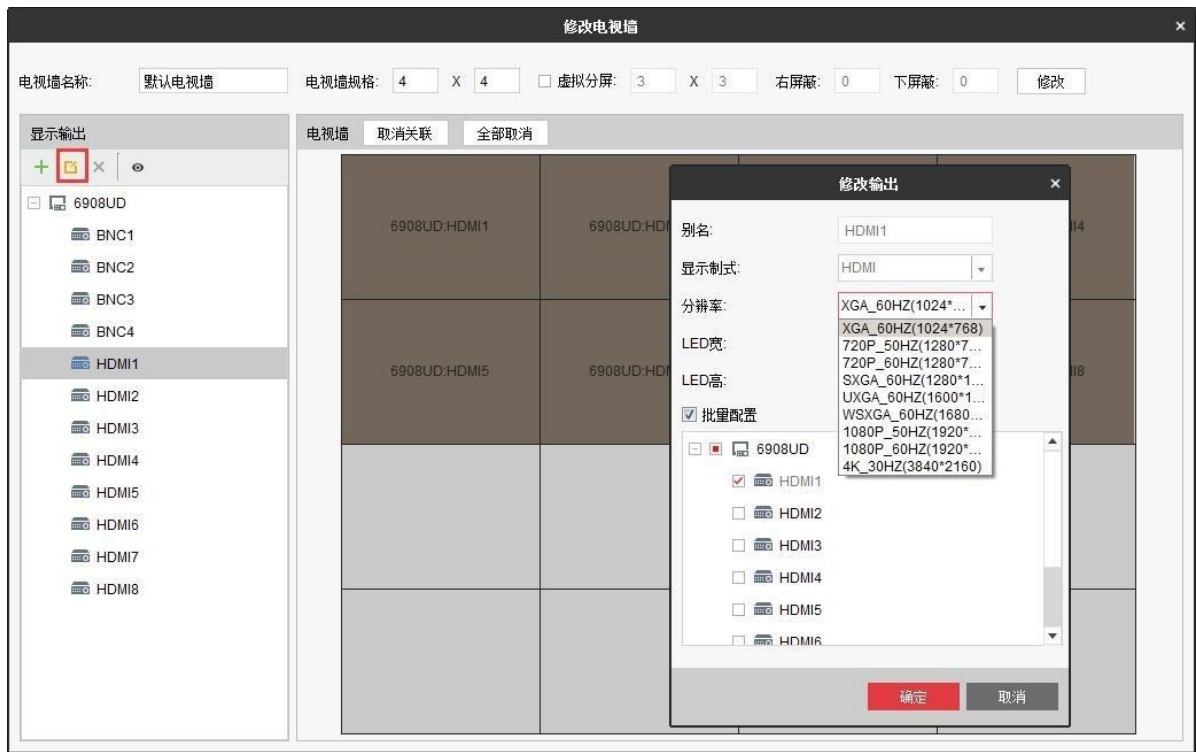 修改电视墙 ×
电视墙名称: 默认电视墙 电视墙规格: 4 X 4 虚拟分屏: 3 X 3 右屏蔽: 0 下屏蔽: 0 修改
显示输出
6908UD
BNC1
BNC2
BNC3
BNC4
HDMI1
HDMI2
HDMI3
HDMI4
HDMI5
HDMI6
HDMI7
HDMI8
电视墙 取消关联 全部取消
6908UD:HDMI1 6908UD:HD MI4
6908UD:HDMI5 6908UD:HD MI8
修改输出 ×
别名: HDMI1
显示制式: HDMI
分辨率: XGA_60HZ(1024*...
XGA_60HZ(1024*768)
720P_50HZ(1280*7...
720P_60HZ(1280*7...
SXGA_60HZ(1280*1...
UXGA_60HZ(1600*1...
WSXGA_60HZ(1680...
1080P_50HZ(1920*...
1080P_60HZ(1920*...
4K_30HZ(3840*2160)
LED宽:
LED高:
批量配置
6908UD
HDMI1
HDMI2
HDMI3
HDMI4
HDMI5
HDMI6
确定 取消